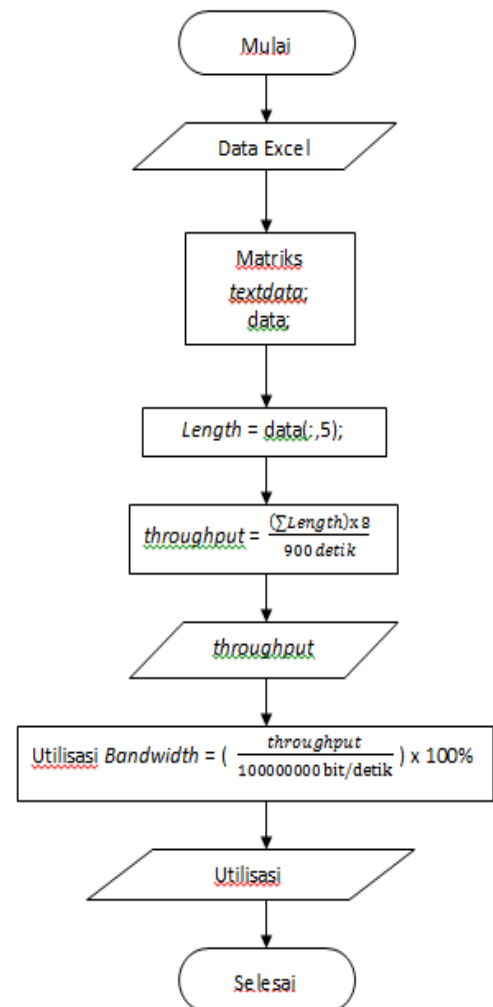 Mulai
Data Excel
Matriks
textdata;
data;
Length = data(:,5);
throughput = (∑Length)x 8 / 900 detik
throughput
Utilisasi Bandwidth = ( throughput / 100000000 bit/detik ) x 100%
Utilisasi
Selesai